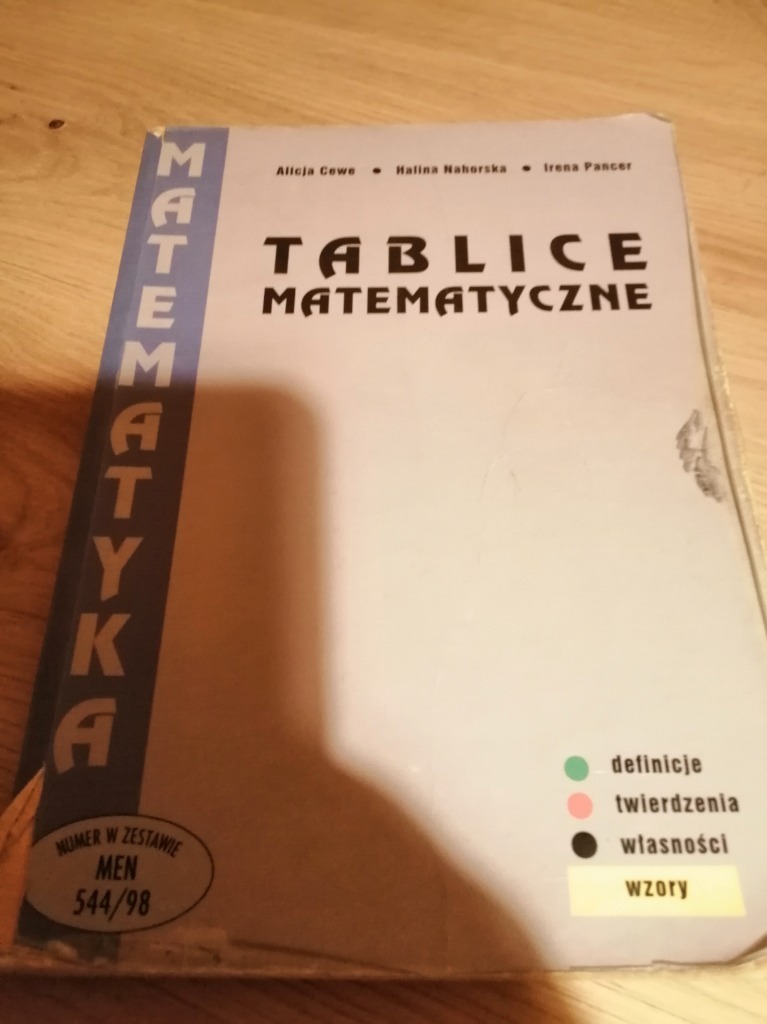 MATEMATYKA
Alicja Cewe • Halina Nahorska • Irena Pancer
TABLICE
MATEMATYCZNE
definicje
twierdzenia
własności
wzory
NUMER W ZESTAWIE
MEN
544/98